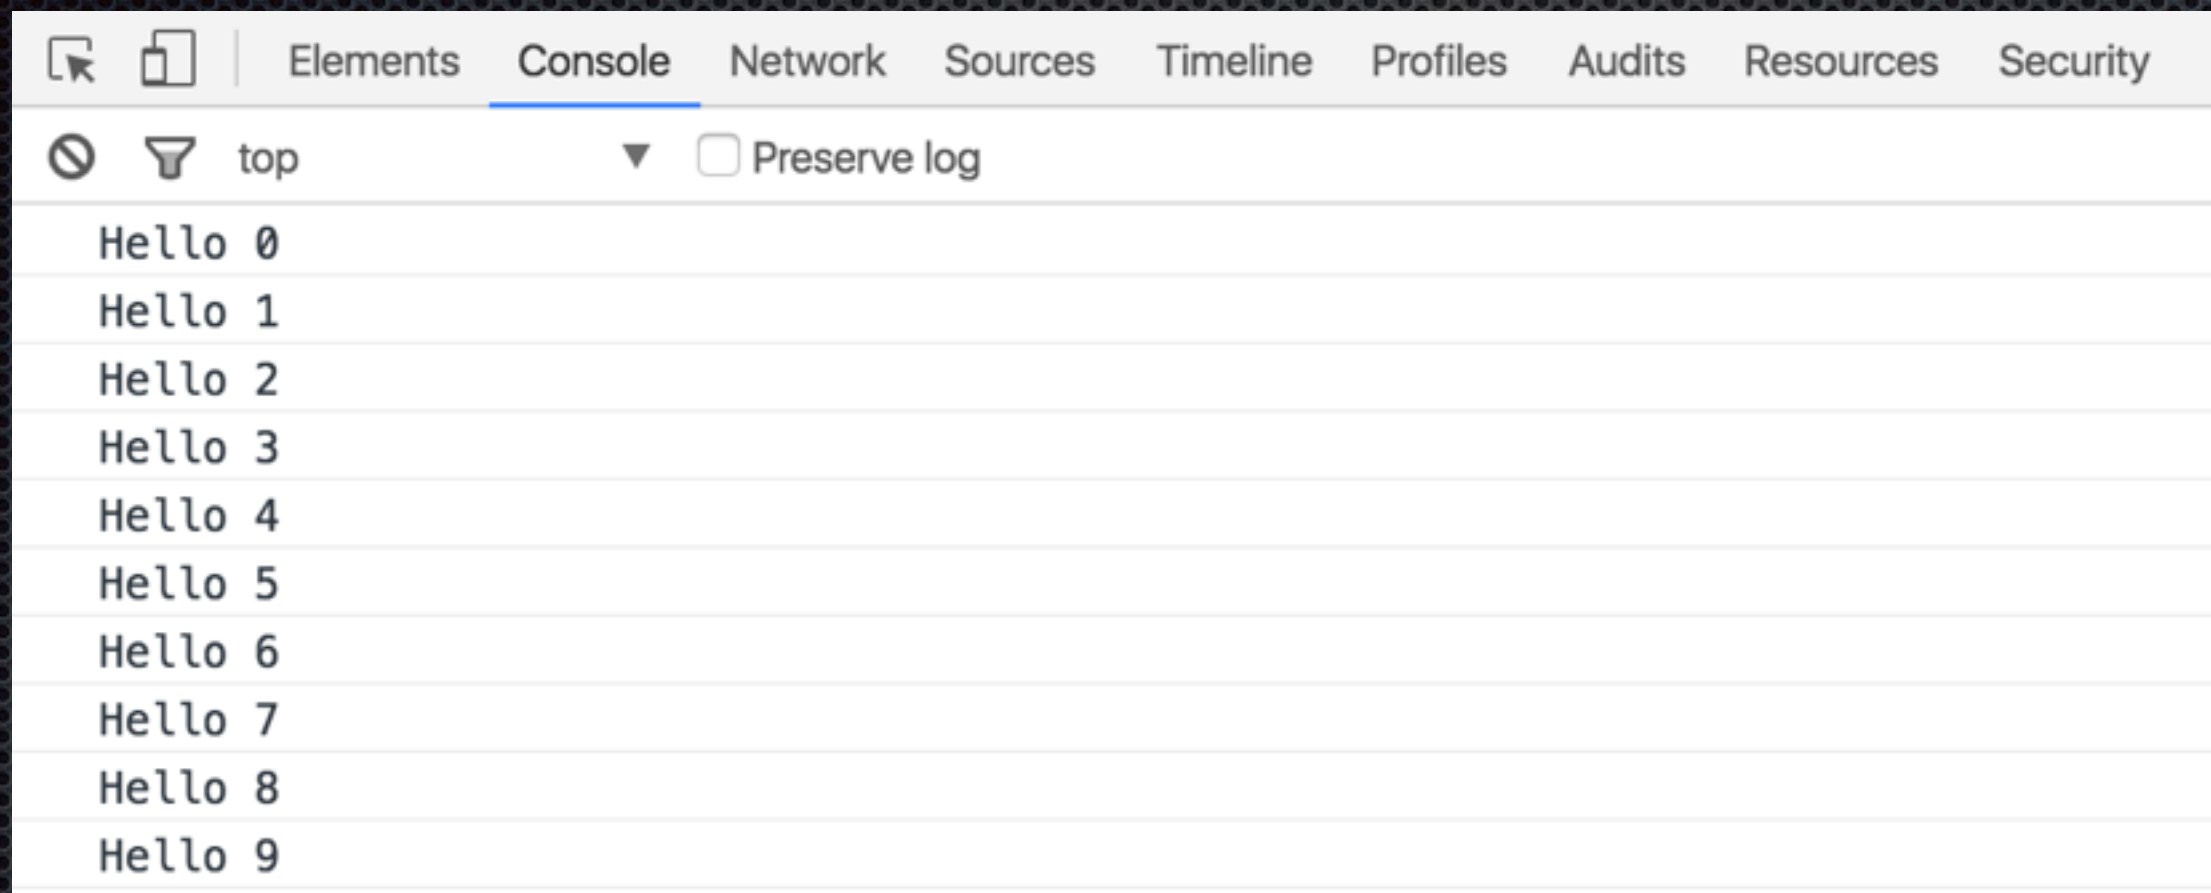 Elements Console Network Sources Timeline Profiles Audits Resources Security
top Preserve log
Hello 0
Hello 1
Hello 2
Hello 3
Hello 4
Hello 5
Hello 6
Hello 7
Hello 8
Hello 9